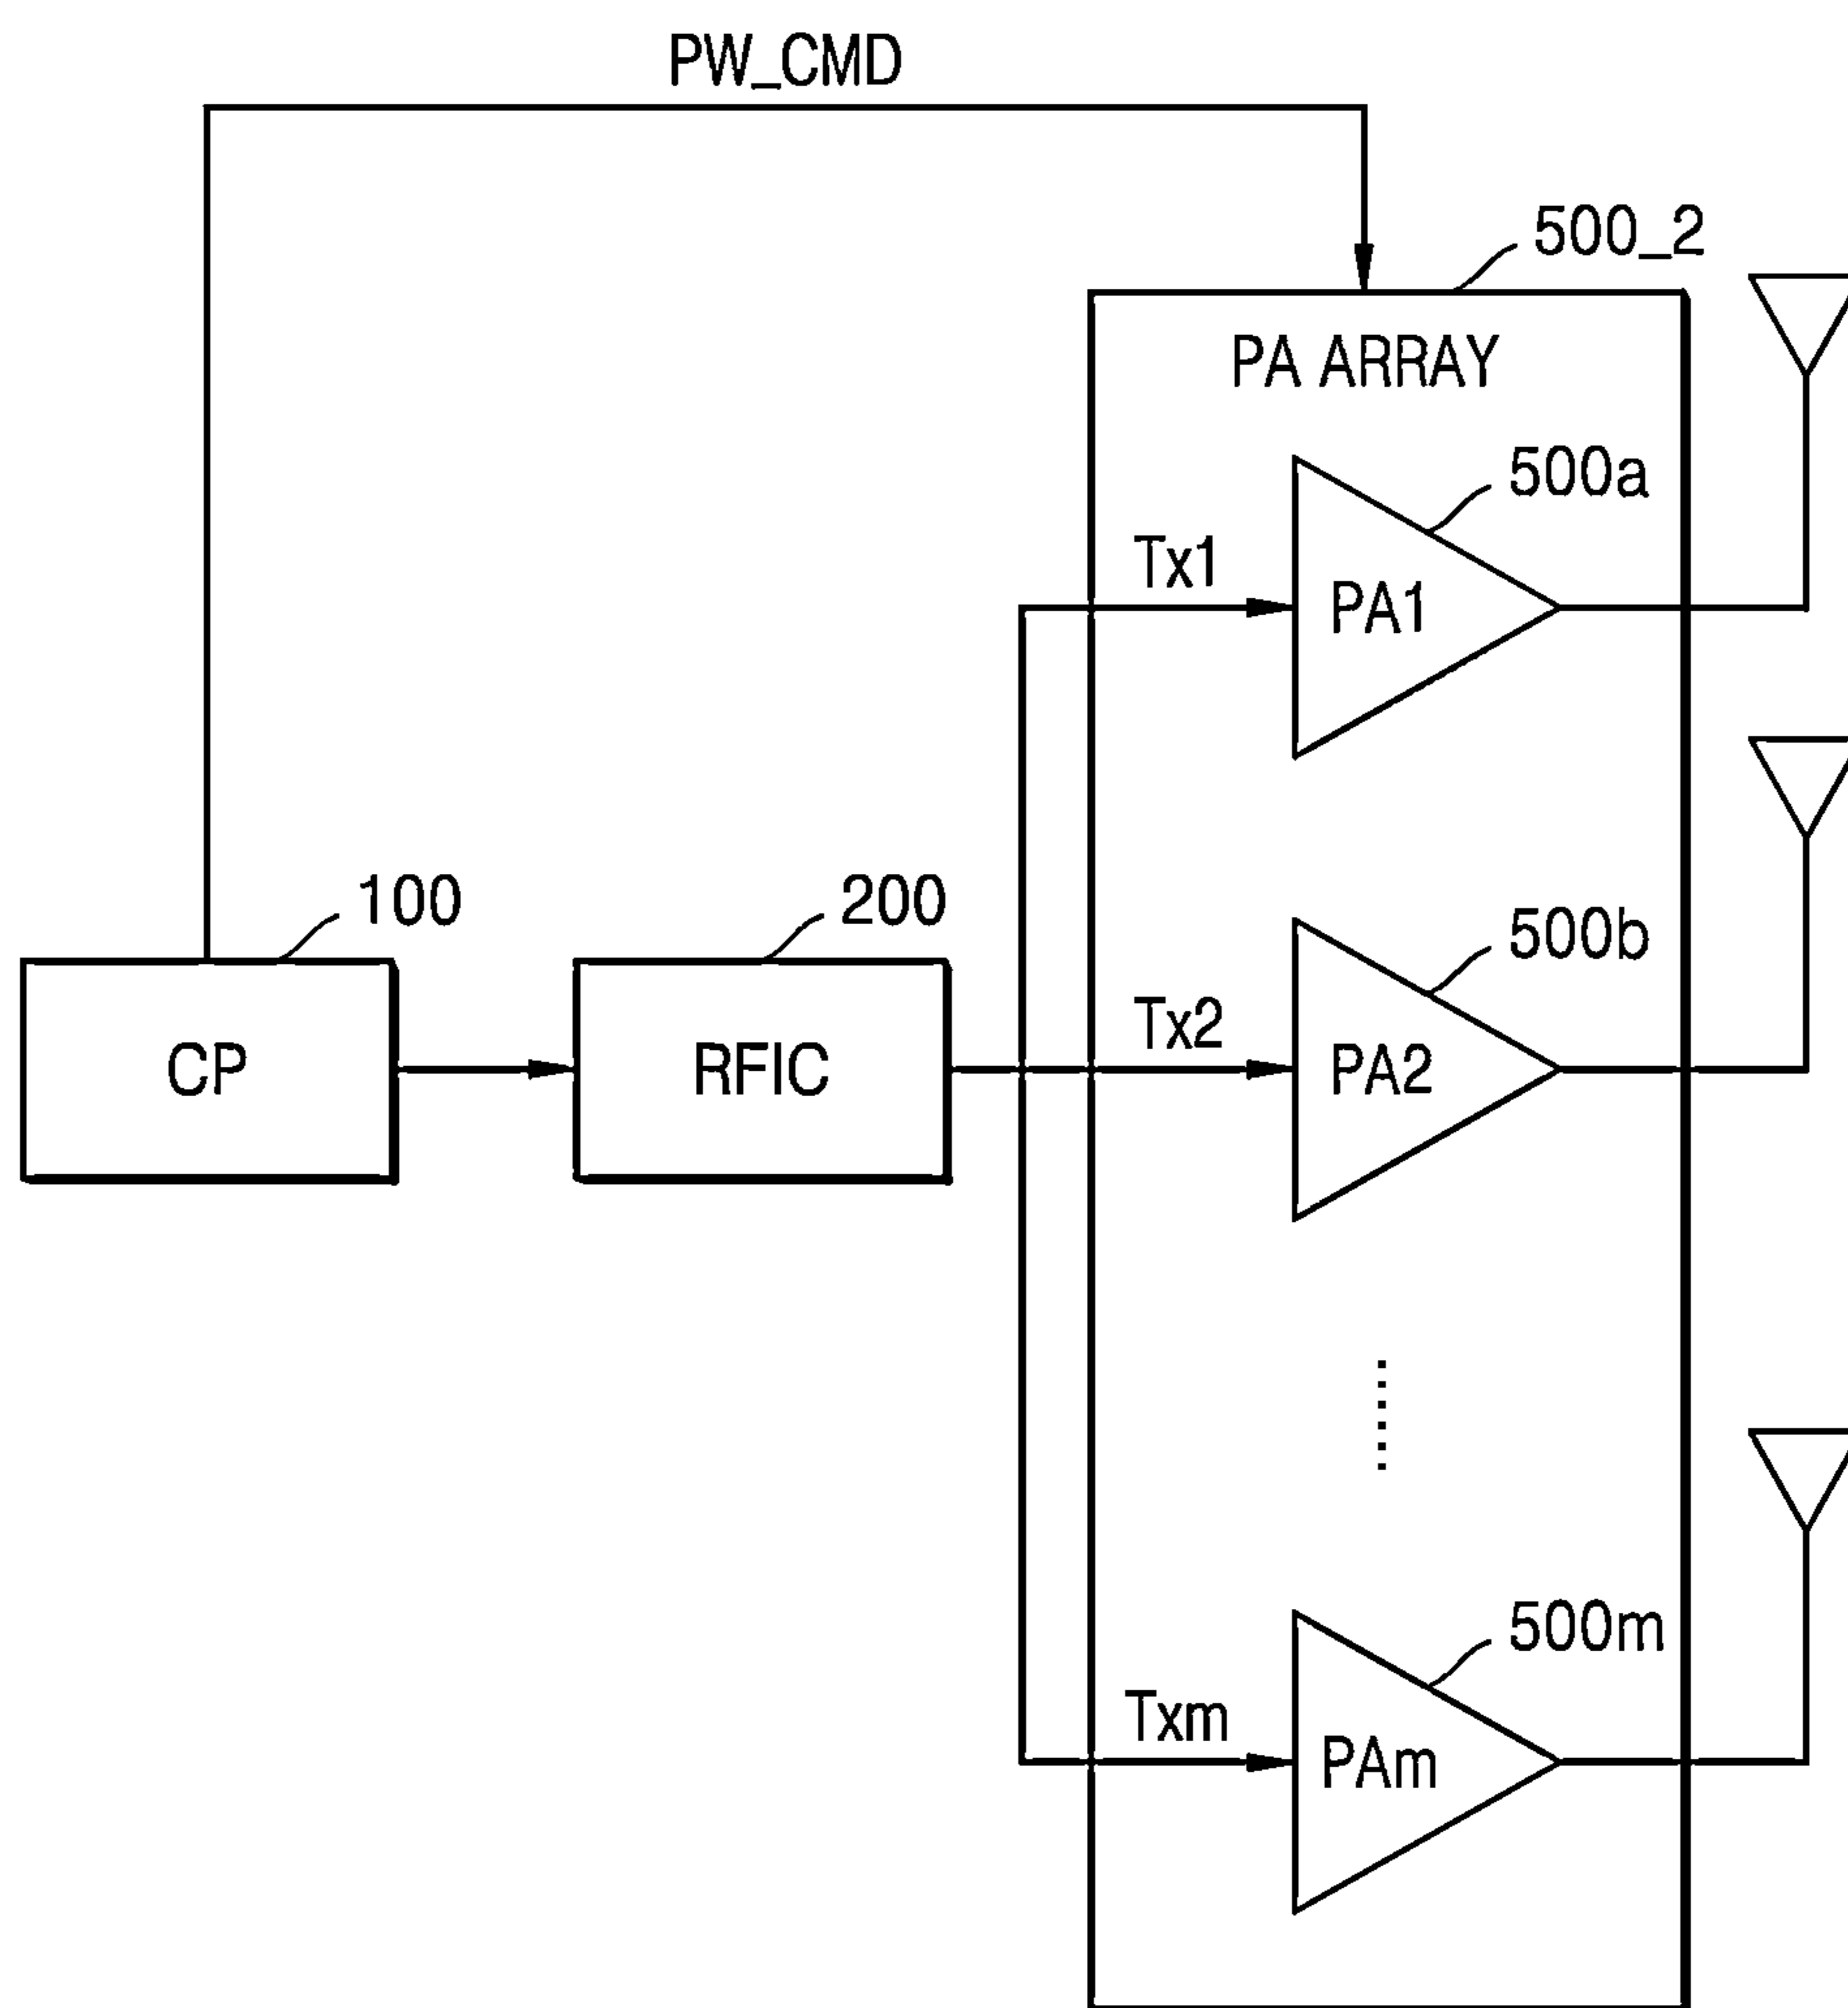 PW_CMD
500_2
PA ARRAY
500a
Tx1
PA1
100
200
500b
CP
RFIC
Tx2
PA2
500m
Txm
PAm